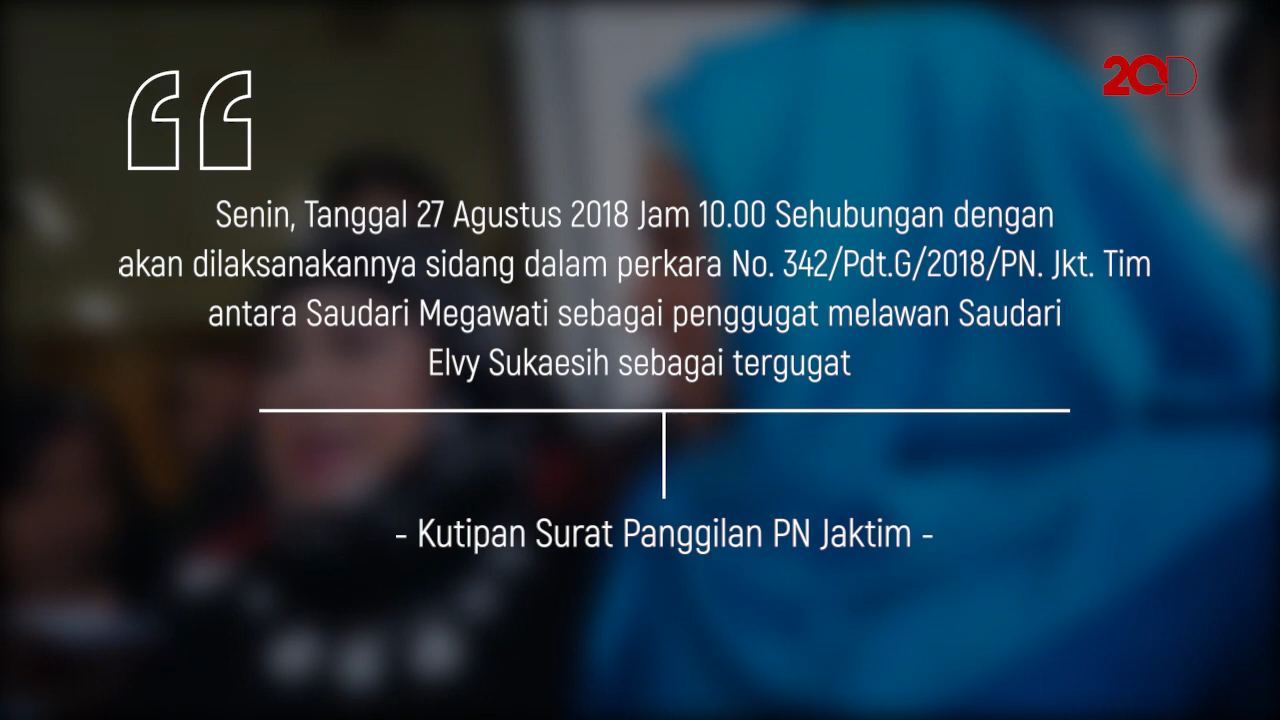 20D
Senin, Tanggal 27 Agustus 2018 Jam 10.00 Sehubungan dengan
akan dilaksanakannya sidang dalam perkara No. 342/Pdt.G/2018/PN. Jkt. Tim
antara Saudari Megawati sebagai penggugat melawan Saudari
Elvy Sukaesih sebagai tergugat
- Kutipan Surat Panggilan PN Jaktim -